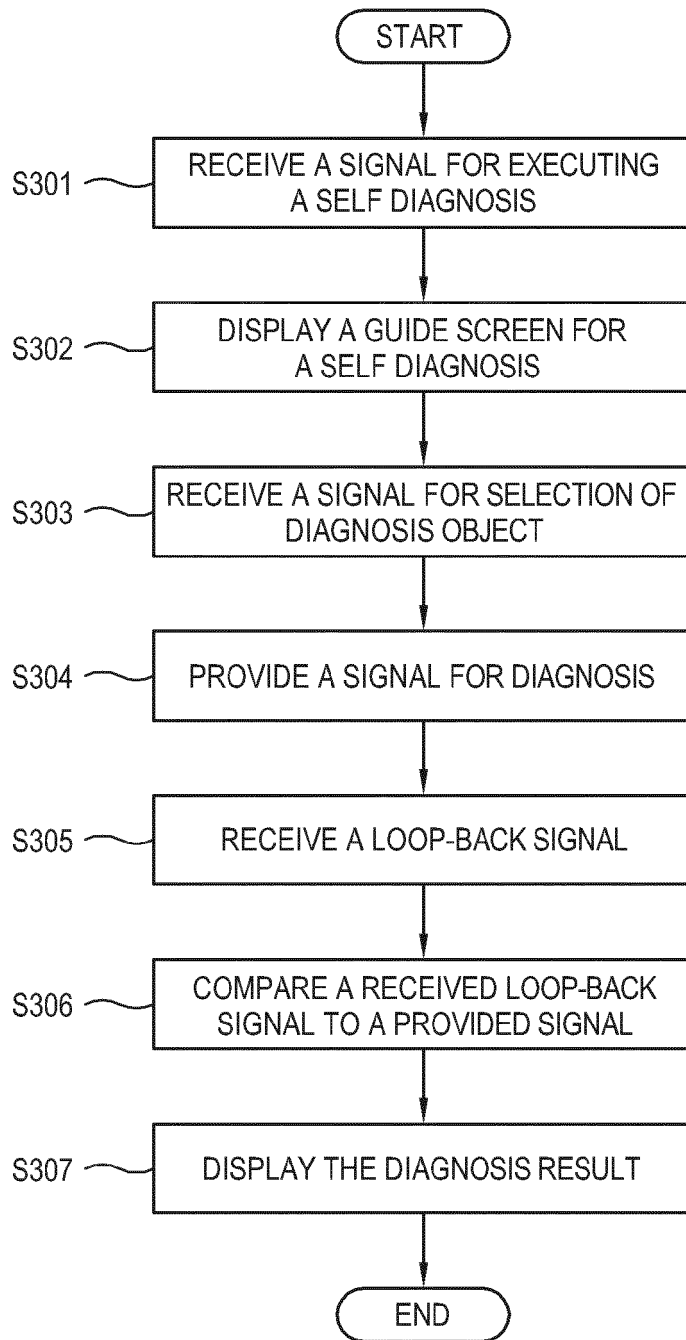 START
S301
RECEIVE A SIGNAL FOR EXECUTING
A SELF DIAGNOSIS
S302
DISPLAY A GUIDE SCREEN FOR
A SELF DIAGNOSIS
S303
RECEIVE A SIGNAL FOR SELECTION OF
DIAGNOSIS OBJECT
S304
PROVIDE A SIGNAL FOR DIAGNOSIS
S305
RECEIVE A LOOP-BACK SIGNAL
S306
COMPARE A RECEIVED LOOP-BACK
SIGNAL TO A PROVIDED SIGNAL
S307
DISPLAY THE DIAGNOSIS RESULT
END